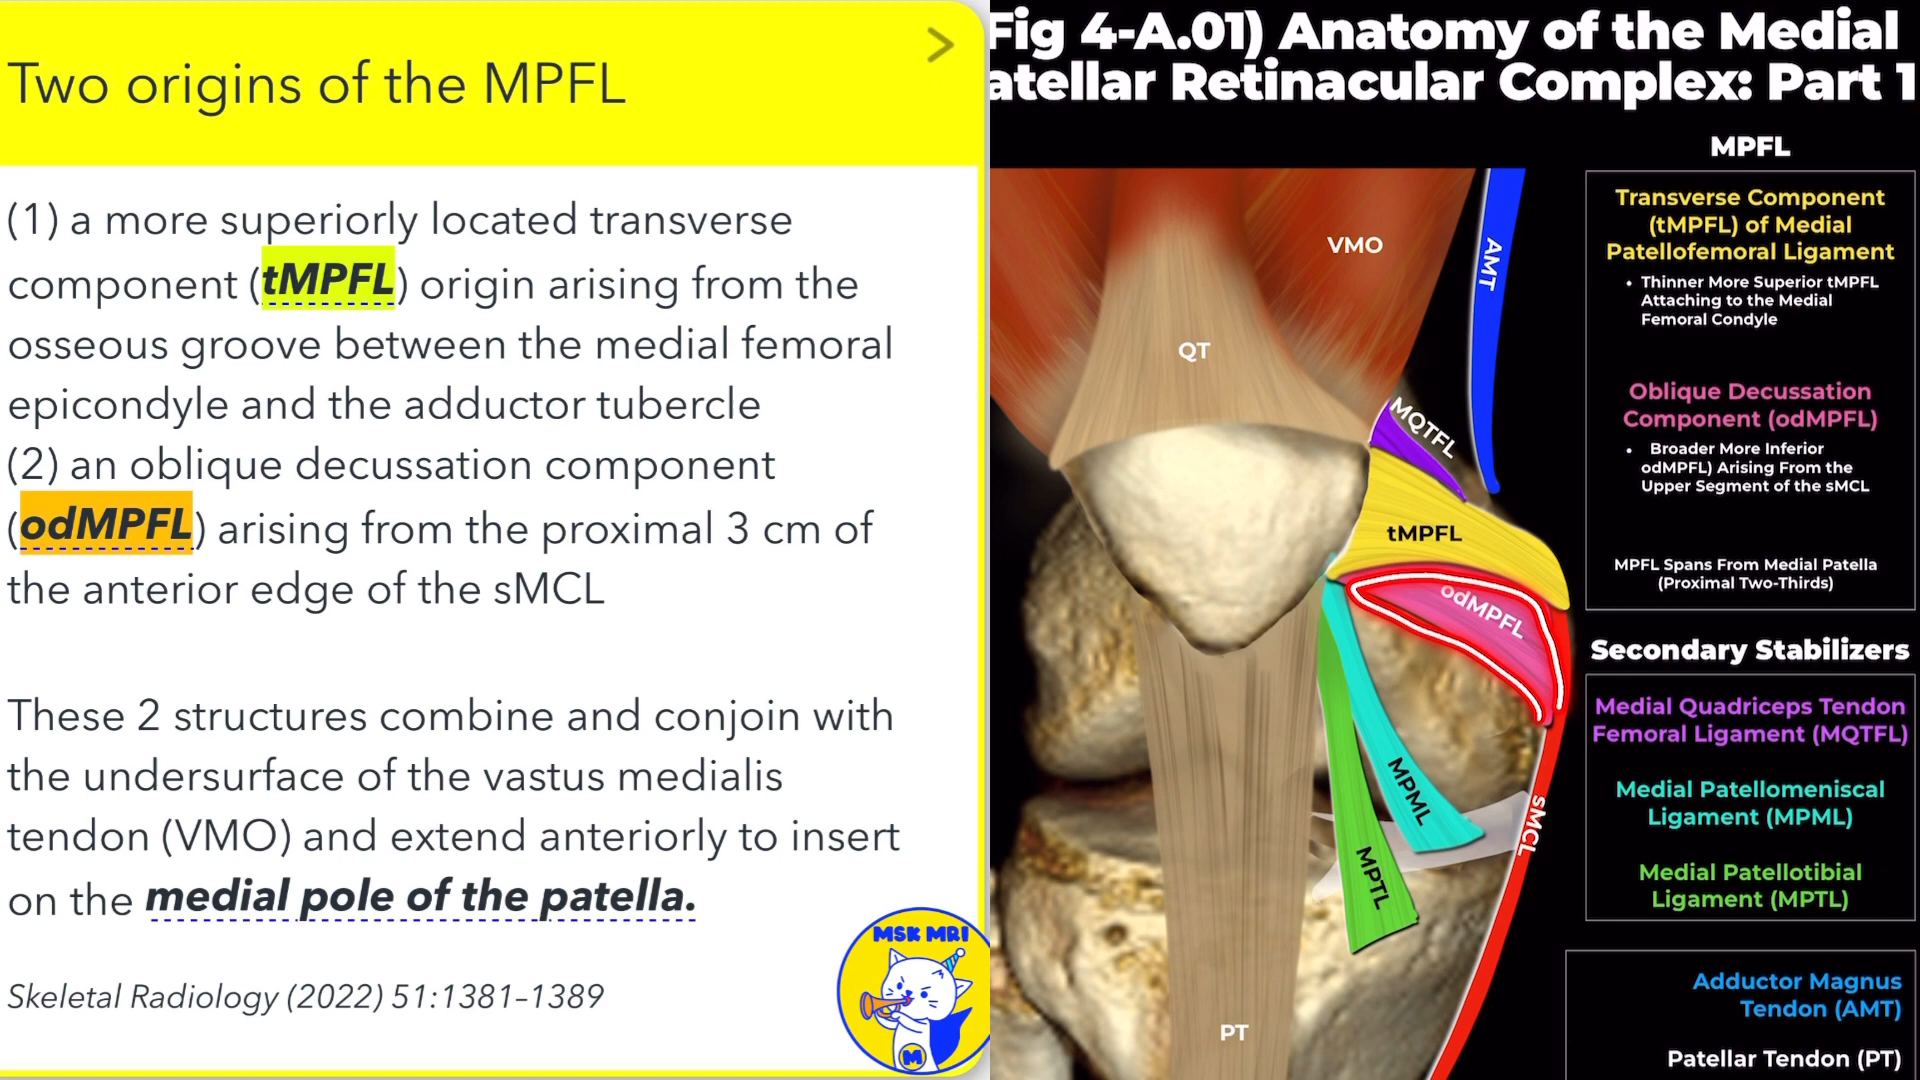 Two origins of the MPFL
>
(1) a more superiorly located transverse
component (tMPFL) origin arising from the
osseous groove between the medial femoral
epicondyle and the adductor tubercle
(2) an oblique decussation component
(odMPFL) arising from the proximal 3 cm of
the anterior edge of the sMCL
These 2 structures combine and conjoin with
the undersurface of the vastus medialis
tendon (VMO) and extend anteriorly to insert
on the medial pole of the patella.
Skeletal Radiology (2022) 51:1381–1389
MSK MRI
M
Fig 4-A.01) Anatomy of the Medial
atellar Retinacular Complex: Part 1
VMO
AMT
QT
MQTFL
tMPFL
odMPFL
MPML
MPTL
sMCL
PT
MPFL
Transverse Component
(tMPFL) of Medial
Patellofemoral Ligament
• Thinner More Superior tMPFL
Attaching to the Medial
Femoral Condyle
Oblique Decussation
Component (odMPFL)
• Broader More Inferior
odMPFL) Arising From the
Upper Segment of the sMCL
MPFL Spans From Medial Patella
(Proximal Two-Thirds)
Secondary Stabilizers
Medial Quadriceps Tendon
Femoral Ligament (MQTFL)
Medial Patellomeniscal
Ligament (MPML)
Medial Patellotibial
Ligament (MPTL)
Adductor Magnus
Tendon (AMT)
Patellar Tendon (PT)